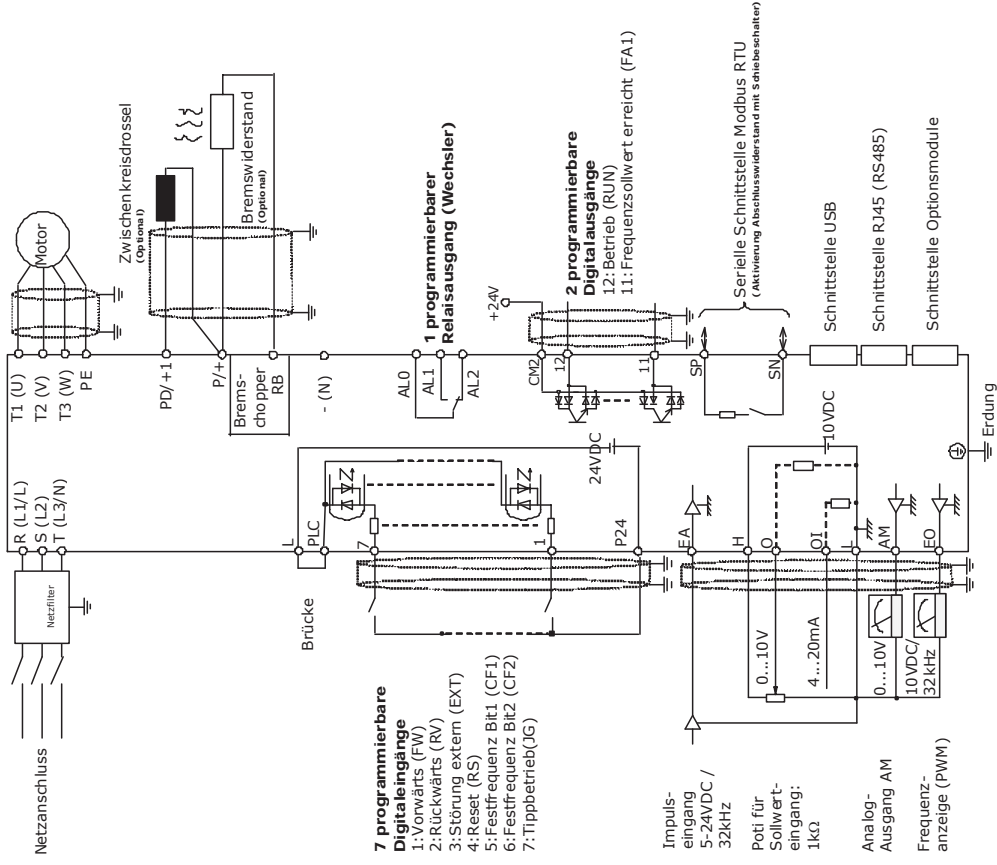 Netzanschluss
Netzfilter
R (L1/L)
S (L2)
T (L3/N)
T1 (U)
T2 (V)
T3 (W)
PE
Motor
Zwischenkreisdrossel
(Optional)
PD/+1
P/+
Brems-
chopper
RB
Bremswiderstand
(Optional)
- (N)
Brücke
L
PLC
7
1
P24
24VDC
7 programmierbare
Digitaleingänge
1:Vorwärts (FW)
2:Rückwärts (RV)
3:Störung extern (EXT)
4:Reset (RS)
5:Festfrequenz Bit1 (CF1)
6:Festfrequenz Bit2 (CF2)
7:Tippbetrieb(JG)
AL0
AL1
AL2
1 programmierbarer
Relaisausgang (Wechsler)
+24V
CM2
12
11
2 programmierbare
Digitalausgänge
12: Betrieb (RUN)
11: Frequenzsollwert erreicht (FA1)
SP
SN
Serielle Schnittstelle Modbus RTU
(Aktivierung Abschlusswiderstand mit Schiebeschalter)
Impuls-
eingang
5-24VDC /
32kHz
EA
Poti für
Sollwert-
eingang:
1kΩ
H
O
OI
L
10VDC
0...10V
4...20mA
Analog-
Ausgang AM
0...10V
AM
Frequenz-
anzeige (PWM)
10VDC/
32kHz
EO
Schnittstelle USB
Schnittstelle RJ45 (RS485)
Schnittstelle Optionsmodule
Erdung